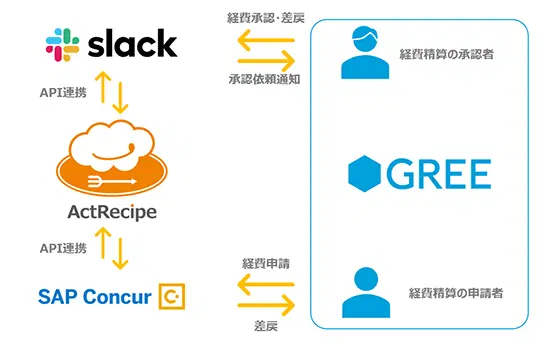 slack
経費承認・差戻
承認依頼通知
経費精算の承認者
API連携
ActRecipe
GREE
API連携
SAP Concur C.
経費申請
差戻
経費精算の申請者